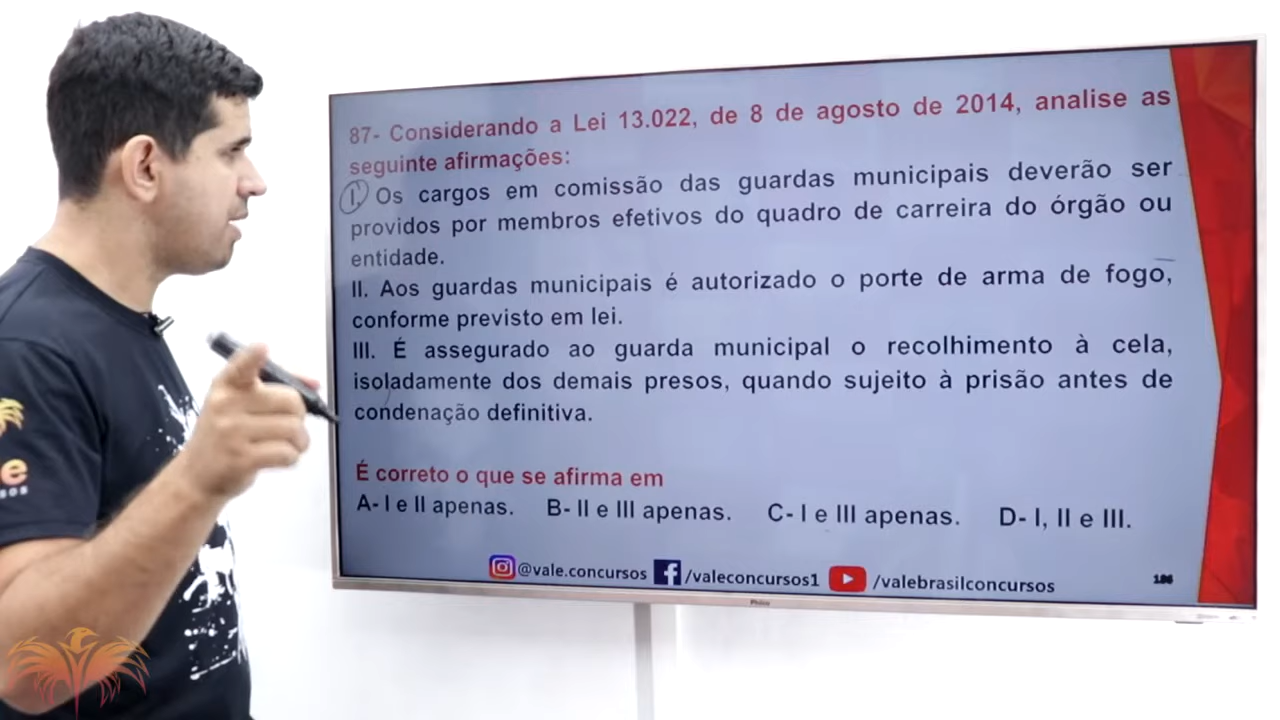 87- Considerando a Lei 13.022, de 8 de agosto de 2014, analise as
seguinte afirmações:
I. Os cargos em comissão das guardas municipais deverão ser
providos por membros efetivos do quadro de carreira do órgão ou
entidade.
II. Aos guardas municipais é autorizado o porte de arma de fogo,
conforme previsto em lei.
III. É assegurado ao guarda municipal o recolhimento à cela,
isoladamente dos demais presos, quando sujeito à prisão antes de
condenação definitiva.
É correto o que se afirma em
A- I e II apenas. B- II e III apenas. C- I e III apenas. D- I, II e III.
@vale.concursos /valeconcursos1 /valebrasilconcursos
186
Philco